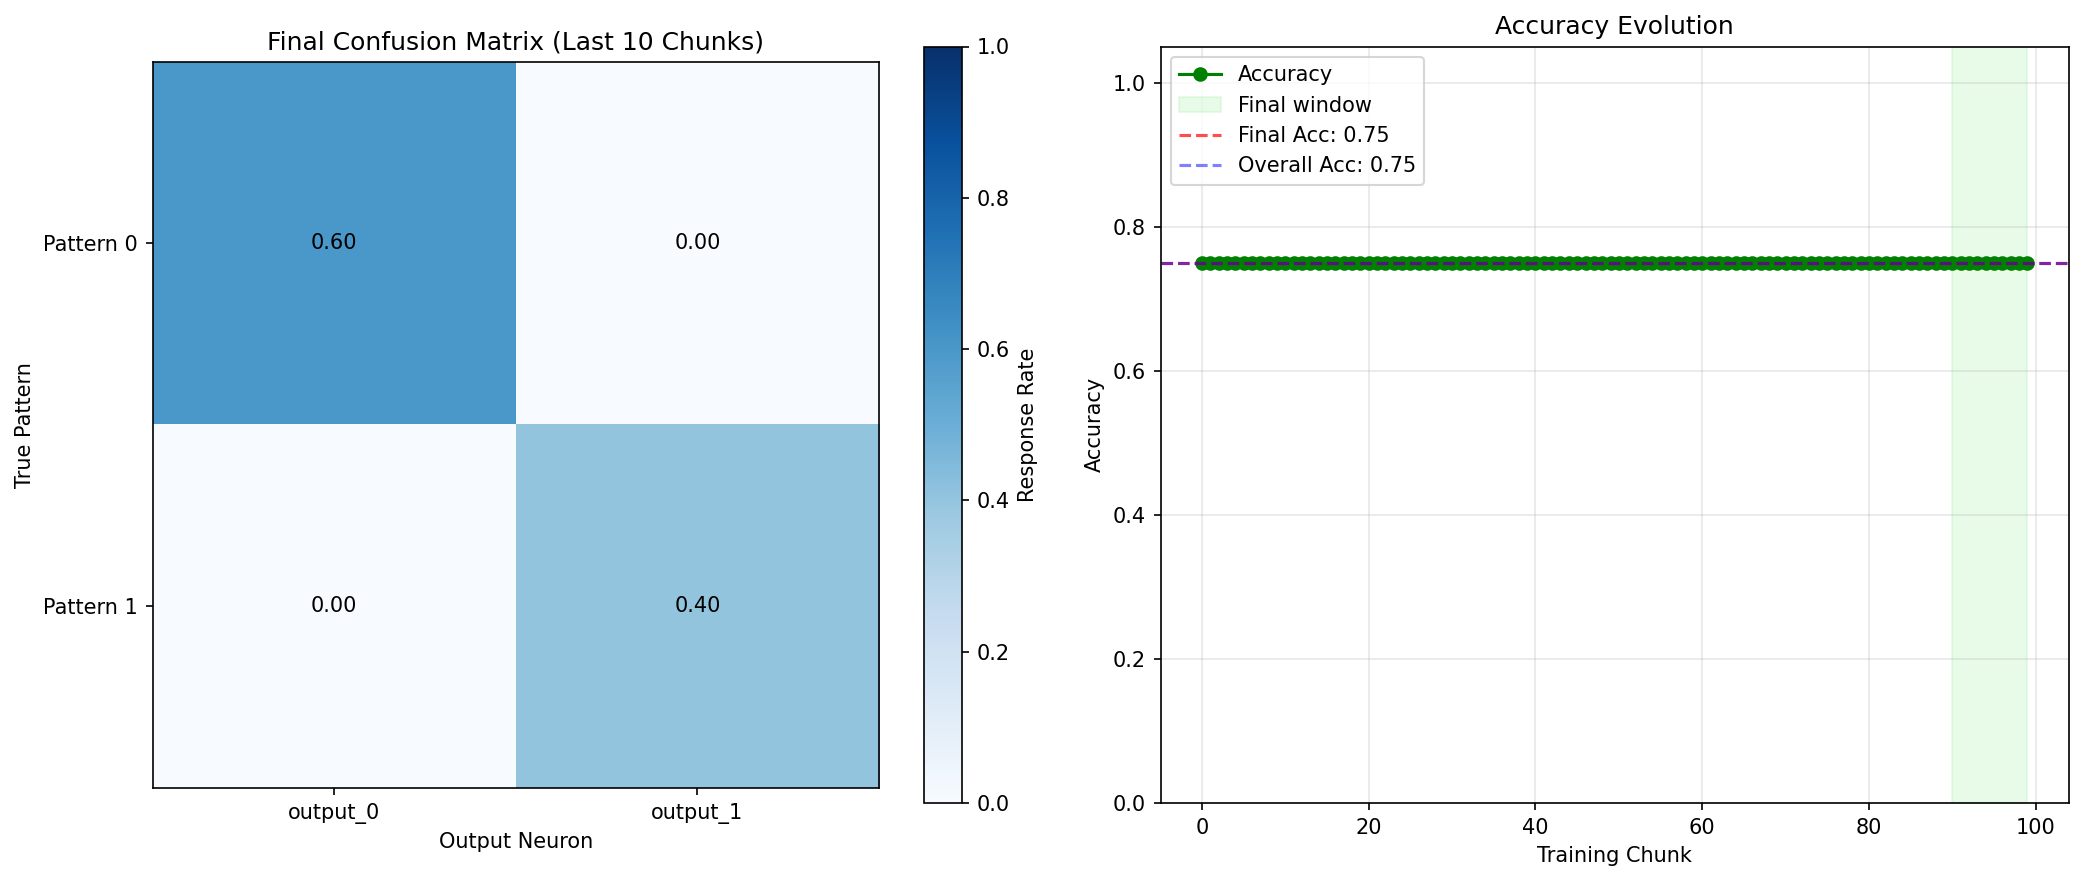 Final Confusion Matrix (Last 10 Chunks)
True Pattern
Pattern 0
Pattern 1
0.60
0.00
0.00
0.40
output_0
output_1
Output Neuron
1.0
0.8
0.6
0.4
0.2
0.0
Response Rate
Accuracy Evolution
Accuracy
Final window
Final Acc: 0.75
Overall Acc: 0.75
Accuracy
1.0
0.8
0.6
0.4
0.2
0.0
0
20
40
60
80
100
Training Chunk